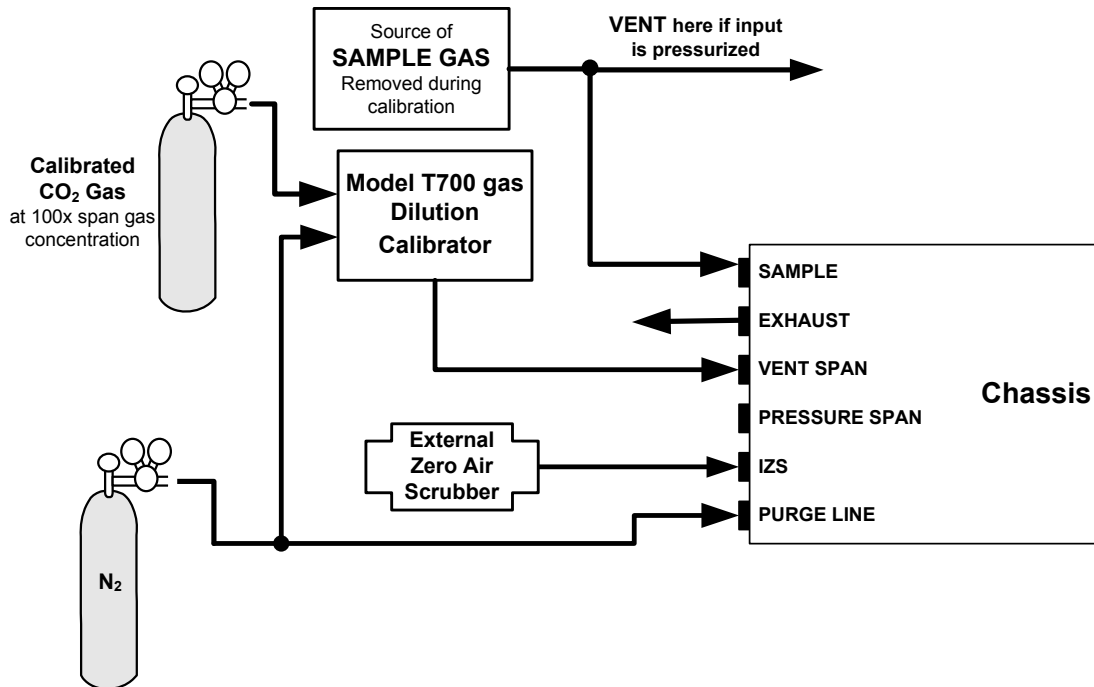 Source of
SAMPLE GAS
Removed during
calibration
VENT here if input
is pressurized
Calibrated
CO₂ Gas
at 100x span gas
concentration
Model T700 gas
Dilution
Calibrator
SAMPLE
EXHAUST
VENT SPAN
PRESSURE SPAN
IZS
PURGE LINE
Chassis
External
Zero Air
Scrubber
N₂